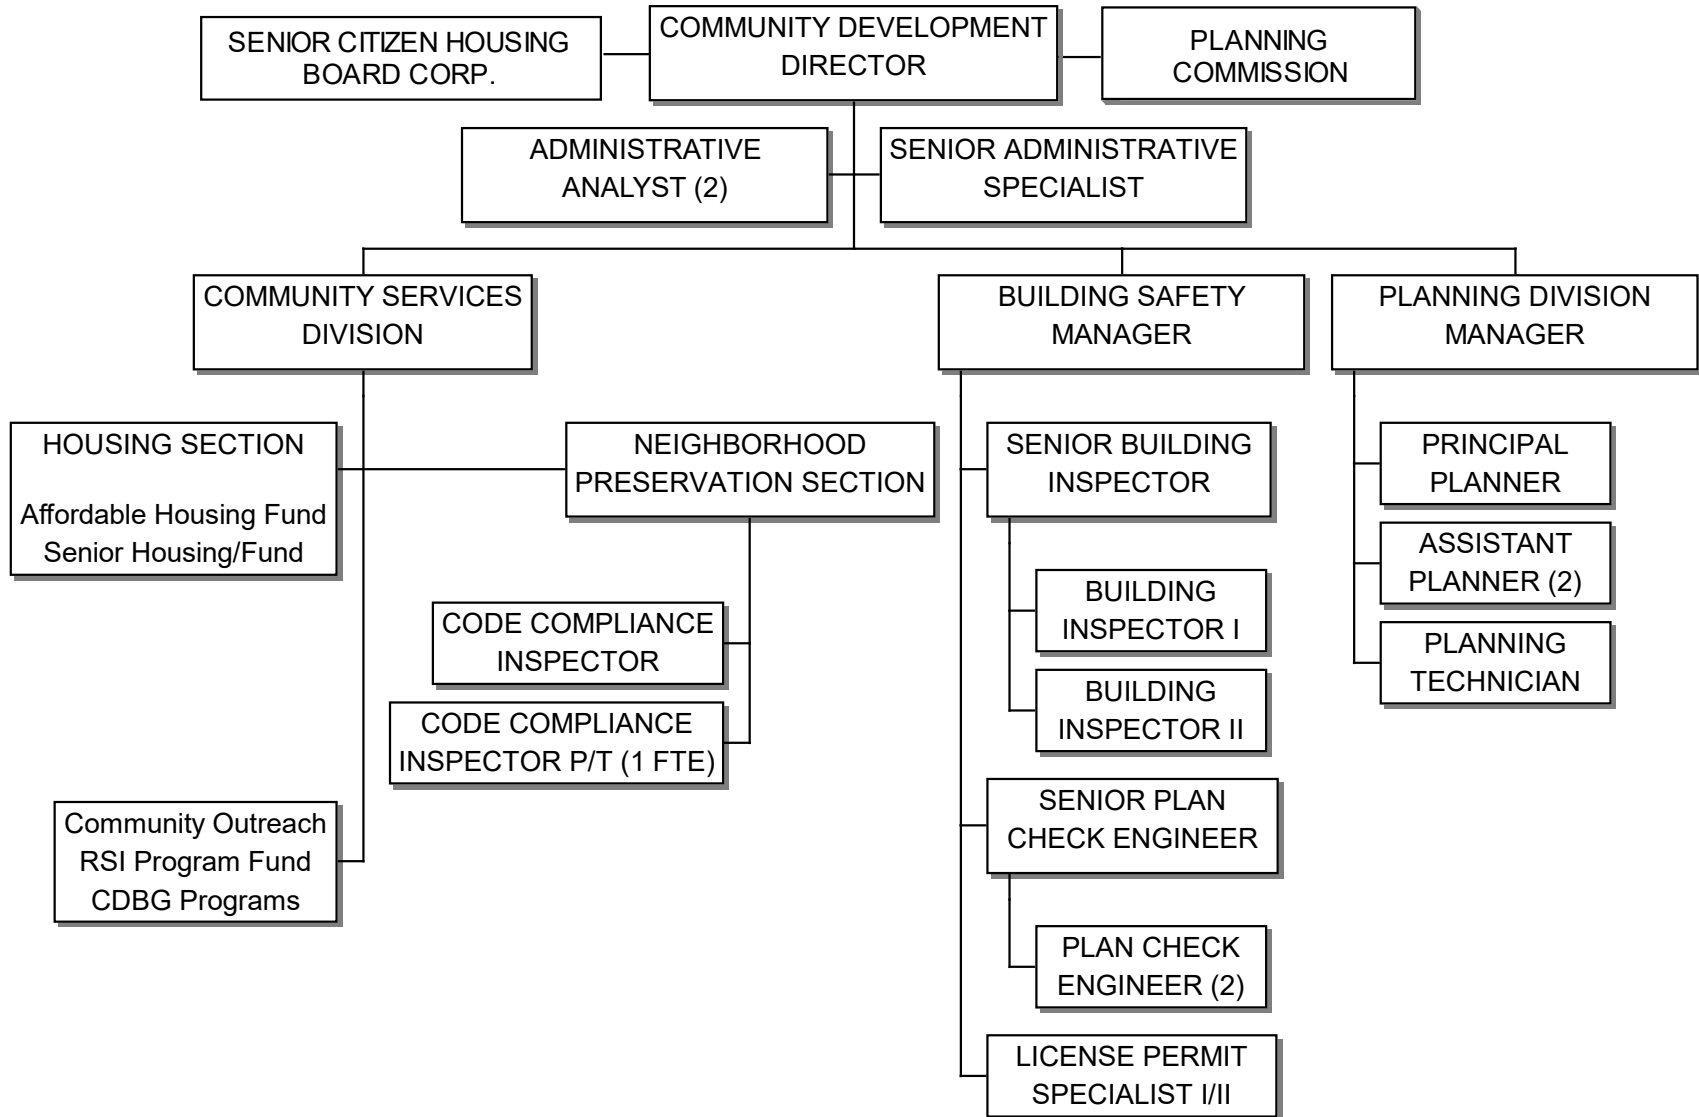 SENIOR CITIZEN HOUSING
BOARD CORP.
COMMUNITY DEVELOPMENT
DIRECTOR
PLANNING
COMMISSION
ADMINISTRATIVE
ANALYST (2)
SENIOR ADMINISTRATIVE
SPECIALIST
COMMUNITY SERVICES
DIVISION
BUILDING SAFETY
MANAGER
PLANNING DIVISION
MANAGER
HOUSING SECTION
Affordable Housing Fund
Senior Housing/Fund
NEIGHBORHOOD
PRESERVATION SECTION
CODE COMPLIANCE
INSPECTOR
CODE COMPLIANCE
INSPECTOR P/T (1 FTE)
Community Outreach
RSI Program Fund
CDBG Programs
SENIOR BUILDING
INSPECTOR
BUILDING
INSPECTOR I
BUILDING
INSPECTOR II
SENIOR PLAN
CHECK ENGINEER
PLAN CHECK
ENGINEER (2)
LICENSE PERMIT
SPECIALIST I/II
PRINCIPAL
PLANNER
ASSISTANT
PLANNER (2)
PLANNING
TECHNICIAN